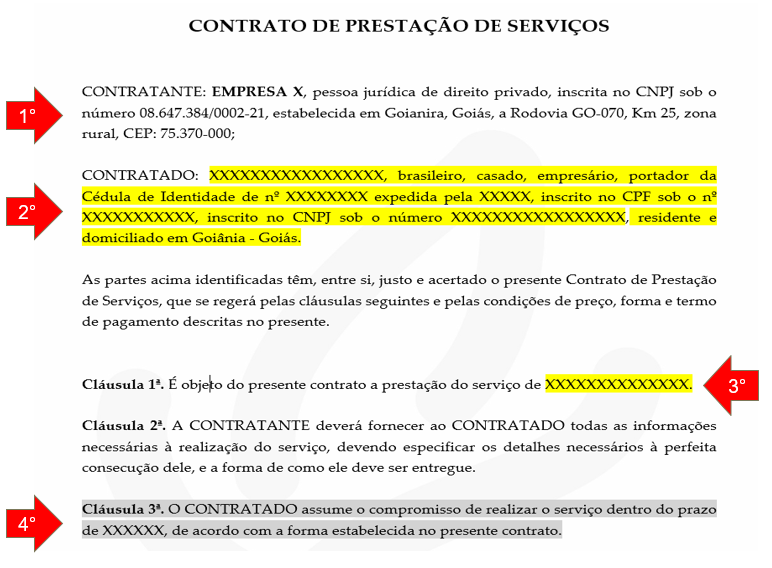 CONTRATO DE PRESTAÇÃO DE SERVIÇOS
1°
CONTRATANTE: EMPRESA X, pessoa jurídica de direito privado, inscrita no CNPJ sob o
número 08.647.384/0002-21, estabelecida em Goianira, Goiás, a Rodovia GO-070, Km 25, zona
rural, CEP: 75.370-000;
2°
CONTRATADO: XXXXXXXXXXXXXXXXX, brasileiro, casado, empresário, portador da
Cédula de Identidade de nº XXXXXXXX expedida pela XXXXX, inscrito no CPF sob o nº
XXXXXXXXXXX, inscrito no CNPJ sob o número XXXXXXXXXXXXXXXXX, residente e
domiciliado em Goiânia - Goiás.
As partes acima identificadas têm, entre si, justo e acertado o presente Contrato de Prestação
de Serviços, que se regerá pelas cláusulas seguintes e pelas condições de preço, forma e termo
de pagamento descritas no presente.
Cláusula 1ª. É objeto do presente contrato a prestação do serviço de XXXXXXXXXXXXXX.
3°
Cláusula 2ª. A CONTRATANTE deverá fornecer ao CONTRATADO todas as informações
necessárias à realização do serviço, devendo especificar os detalhes necessários à perfeita
consecução dele, e a forma de como ele deve ser entregue.
4°
Cláusula 3ª. O CONTRATADO assume o compromisso de realizar o serviço dentro do prazo
de XXXXXX, de acordo com a forma estabelecida no presente contrato.